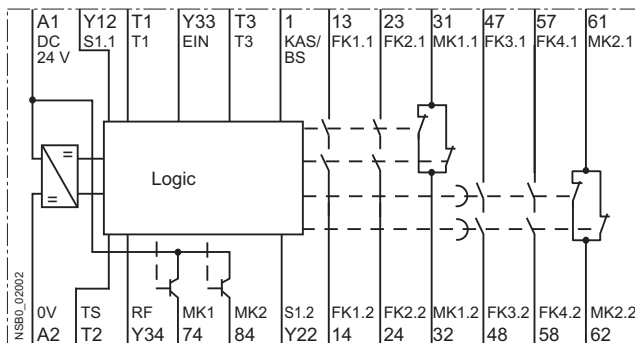 A1 Y12 T1 Y33 T3 1 13 23 31 47 57 61
DC S1.1 T1 EIN T3 KAS/ FK1.1 FK2.1 MK1.1 FK3.1 FK4.1 MK2.1
24 V BS
=
=
Logic
NSB0_02002
0V TS RF MK1 MK2 S1.2 FK1.2 FK2.2 MK1.2 FK3.2 FK4.2 MK2.2
A2 T2 Y34 74 84 Y22 14 24 32 48 58 62